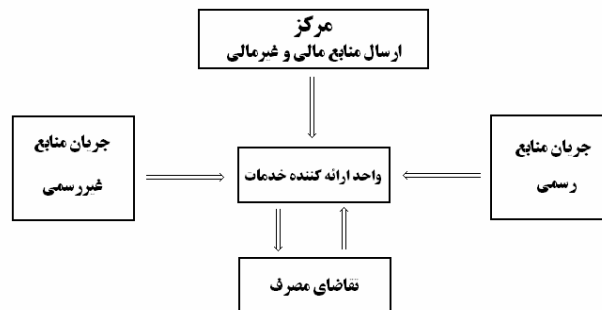 مرکز
ارسال منابع مالی و غیرمالی
جریان منابع
رسمی
واحد ارائه کننده خدمات
جریان منابع
غیررسمی
تقاضای مصرف